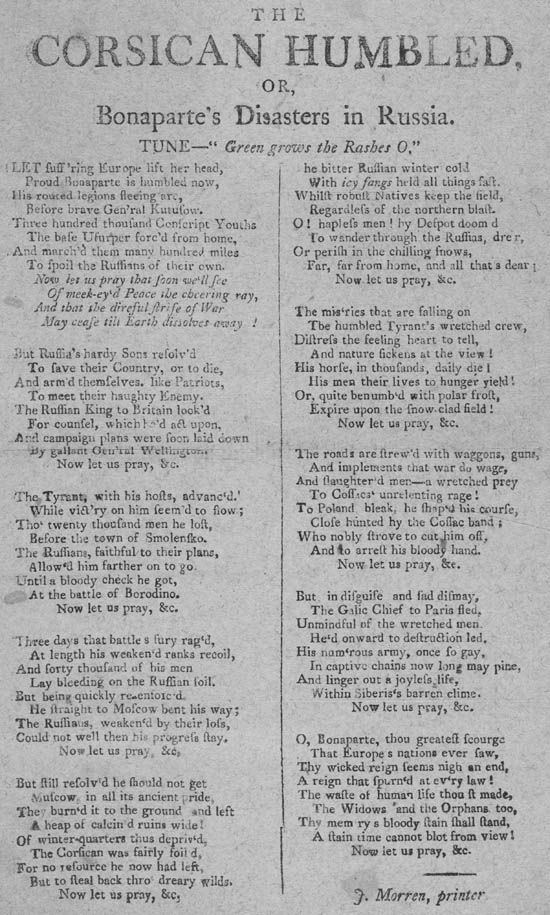 THE
CORSICAN HUMBLED,
OR,
Bonaparte's Disasters in Russia.
TUNE—" Green grows the Rashes O,"
LET suff'ring Europe lift her head,
Proud Bonaparte is humbled now,
His routed legions fleeing are,
Before brave Gen'ral Kutusow.
Three hundred thousand Conscript Youths
The base Usurper forc'd from home,
And march'd them many hundred miles
To spoil the Russians of their own.
Now let us pray that soon we'll see
Of meek-ey'd Peace the cheering ray,
And that the direful strife of War
May cease till Earth dissolves away !
But Russia's hardy Sons resolv'd
To save their Country, or to die,
And arm'd themselves. like Patriots,
To meet their haughty Enemy.
The Russian King to Britain look'd
For counsel, which he'd act upon,
And campaign plans were soon laid down
By gallant Gen'ral Wellington.
Now let us pray, &c.
The Tyrant, with his hosts, advanc'd.'
While vict'ry on him seem'd to flow;
Tho' twenty thousand men he lost,
Before the town of Smolensko.
The Russians, faithful to their plans,
Allow'd him farther on to go.
Until a bloody check he got,
At the battle of Borodino.
Now let us pray, &c.
Three days that battle s fury rag'd,
At length his weaken'd ranks recoil,
And forty thousand of his men
Lay bleeding on the Russian soil.
But being quickly re-enforc'd
He straight to Moscow bent his way;
The Russians, weaken'd by their loss,
Could not well then his progress stay.
Now let us pray, &c,
But still resolv'd he should not get
Muscow in all its ancient pride,
They burn'd it to the ground and left
A heap of calcin'd ruins wide!
Of winter-quarters thus depriv'd,
The Corsican was fairly foil d,
For no resource he now had left,
But to steal back thro' dreary wilds.
Now let us pray, &c,
he bitter Russian winter cold
With icy fangs held all things fast.
Whilst robust Natives keep the field,
Regardless of the northern blast.
O! hapless men! by Despot doom d
To wander through the Russias, drer,
Or perish in the chilling snows,
Far, far from home, and all that's dear;
Now let us pray, &c.
The mis'ries that are falling on
The humbled Tyrant's wretched crew,
Distress the feeling heart to tell,
And nature sickens at the view !
His horse, in thousands, daily die !
His men their lives to hunger yield!
Or, quite benumb'd with polar frost,
Expire upon the snow-clad field !
Now let us pray, &c.
The roads are strew'd with waggons, guns,
And implements that war do wage,
And slaughter'd men—a wretched prey
To Cossacs' unrelenting rage !
To Poland bleak, he shap'd his course,
Close hunted by the Cossac band ;
Who nobly strove to cut him off,
And to arrest his bloody hand.
Now let us pray, &c.
But in disguise and sad dismay,
The Galic Chief to Paris fled,
Unmindful of the wretched men
He'd onward to destruction led,
His num'rous army, once so gay,
In captive chains now long may pine,
And linger out a joyless life,
Within Siberis's barren clime.
Now let us pray, &c.
O, Bonaparte, thou greatest scourge
That Europe s nations ever saw,
Thy wicked reign seems nigh an end,
A reign that spurn'd at ev'ry law !
The waste of human life thou st made,
The Widows and the Orphans too,
Thy mem ry s bloody stain shall stand,
A stain time cannot blot from view !
Now let us pray, &c.
J. Morren, printer